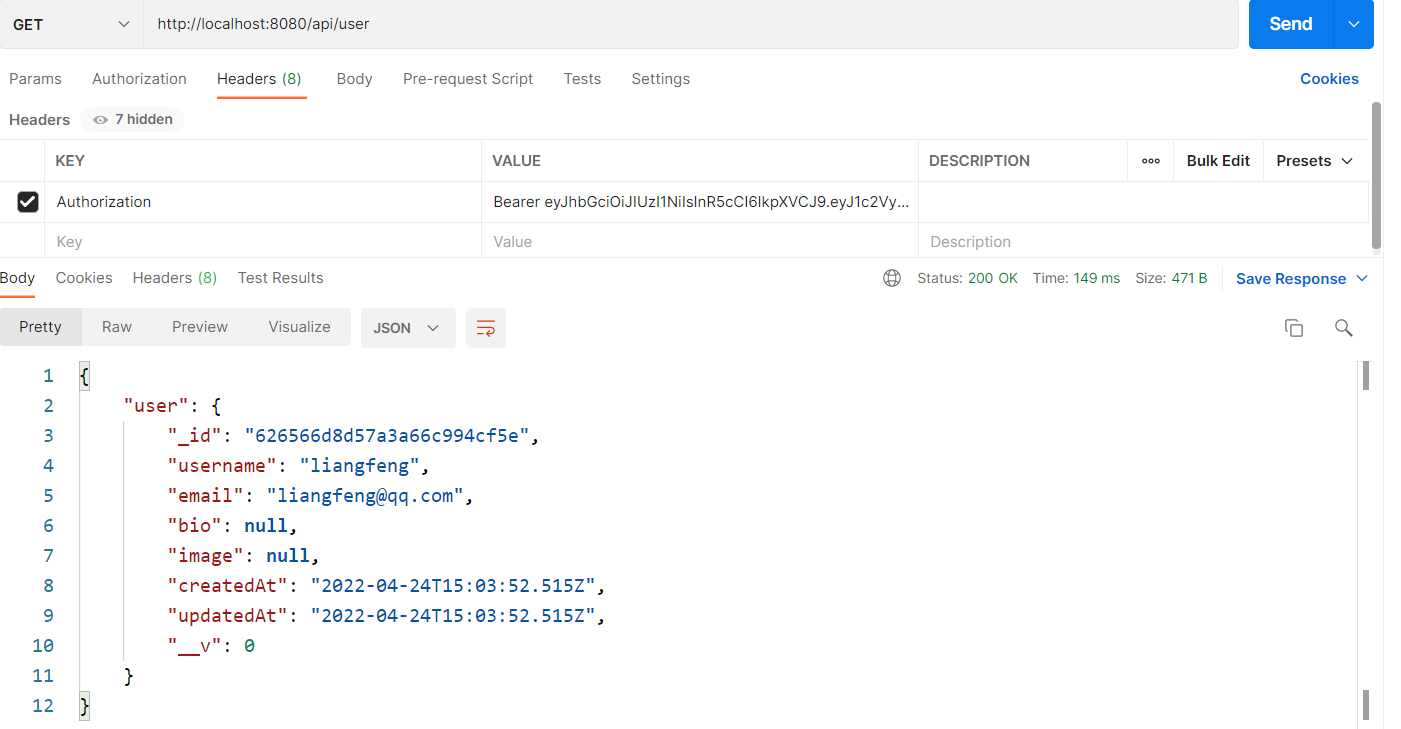 GET http://localhost:8080/api/user Send
Params Authorization Headers (8) Body Pre-request Script Tests Settings Cookies
Headers 7 hidden
KEY VALUE DESCRIPTION ooo Bulk Edit Presets
Authorization Bearer eyJhbGciOiJIUzI1NiIsInR5cCI6IkpXVCJ9.eyJ1c2Vy...
Key Value Description
Body Cookies Headers (8) Test Results Status: 200 OK Time: 149 ms Size: 471 B Save Response
Pretty Raw Preview Visualize JSON
1 {
2 "user": {
3 "_id": "626566d8d57a3a66c994cf5e",
4 "username": "liangfeng",
5 "email": "liangfeng@qq.com",
6 "bio": null,
7 "image": null,
8 "createdAt": "2022-04-24T15:03:52.515Z",
9 "updatedAt": "2022-04-24T15:03:52.515Z",
10 "__v": 0
11 }
12 }